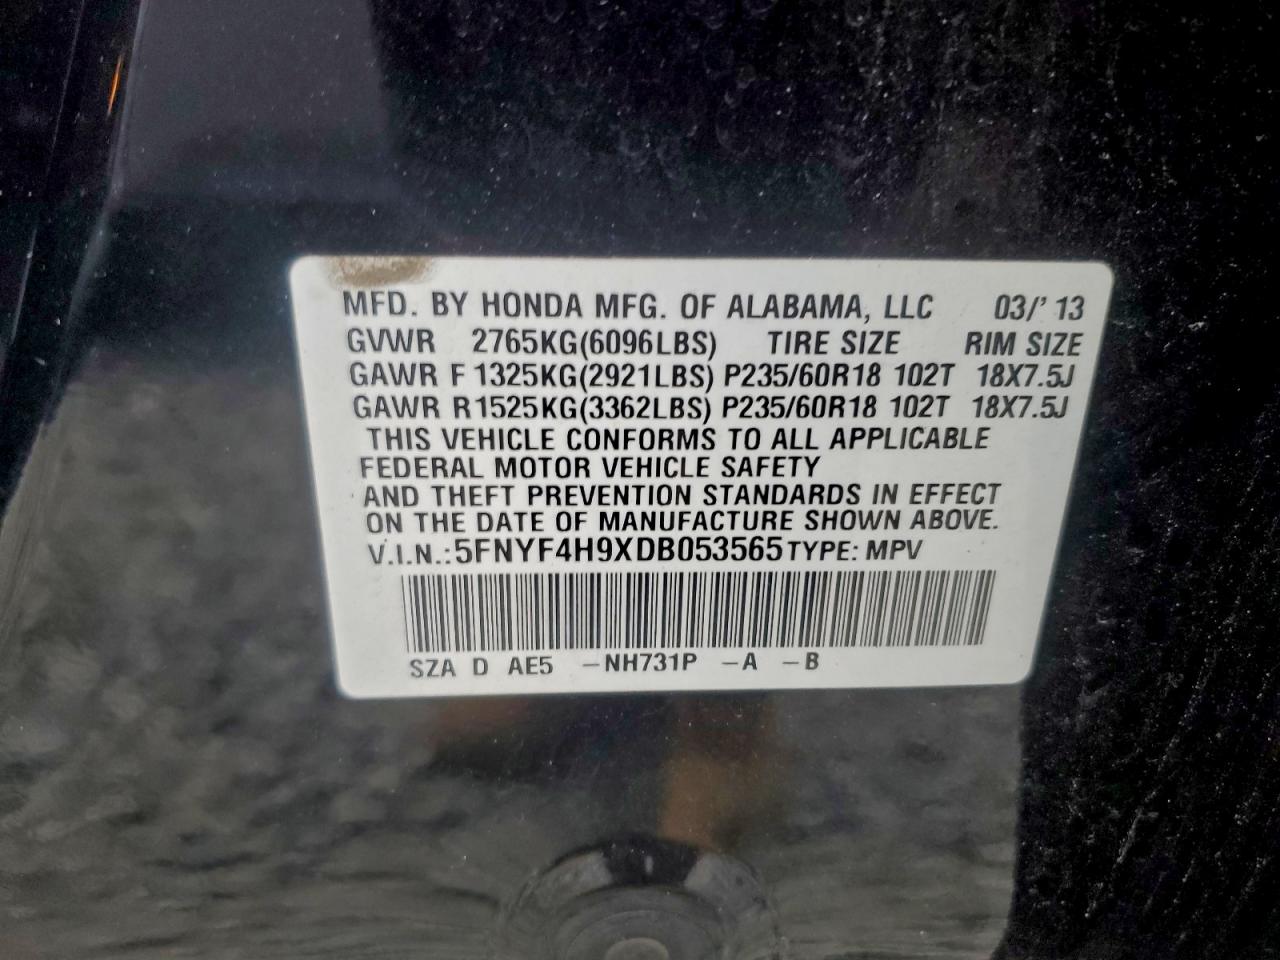 MFD. BY HONDA MFG. OF ALABAMA, LLC 03/' 13
GVWR 2765KG(6096LBS) TIRE SIZE RIM SIZE
GAWR F 1325KG(2921LBS) P235/60R18 102T 18X7.5J
GAWR R1525KG(3362LBS) P235/60R18 102T 18X7.5J
THIS VEHICLE CONFORMS TO ALL APPLICABLE
FEDERAL MOTOR VEHICLE SAFETY
AND THEFT PREVENTION STANDARDS IN EFFECT
ON THE DATE OF MANUFACTURE SHOWN ABOVE.
V.I.N.:5FNYF4H9XDB053565 TYPE: MPV
SZA D AE5 -NH731P -A -B